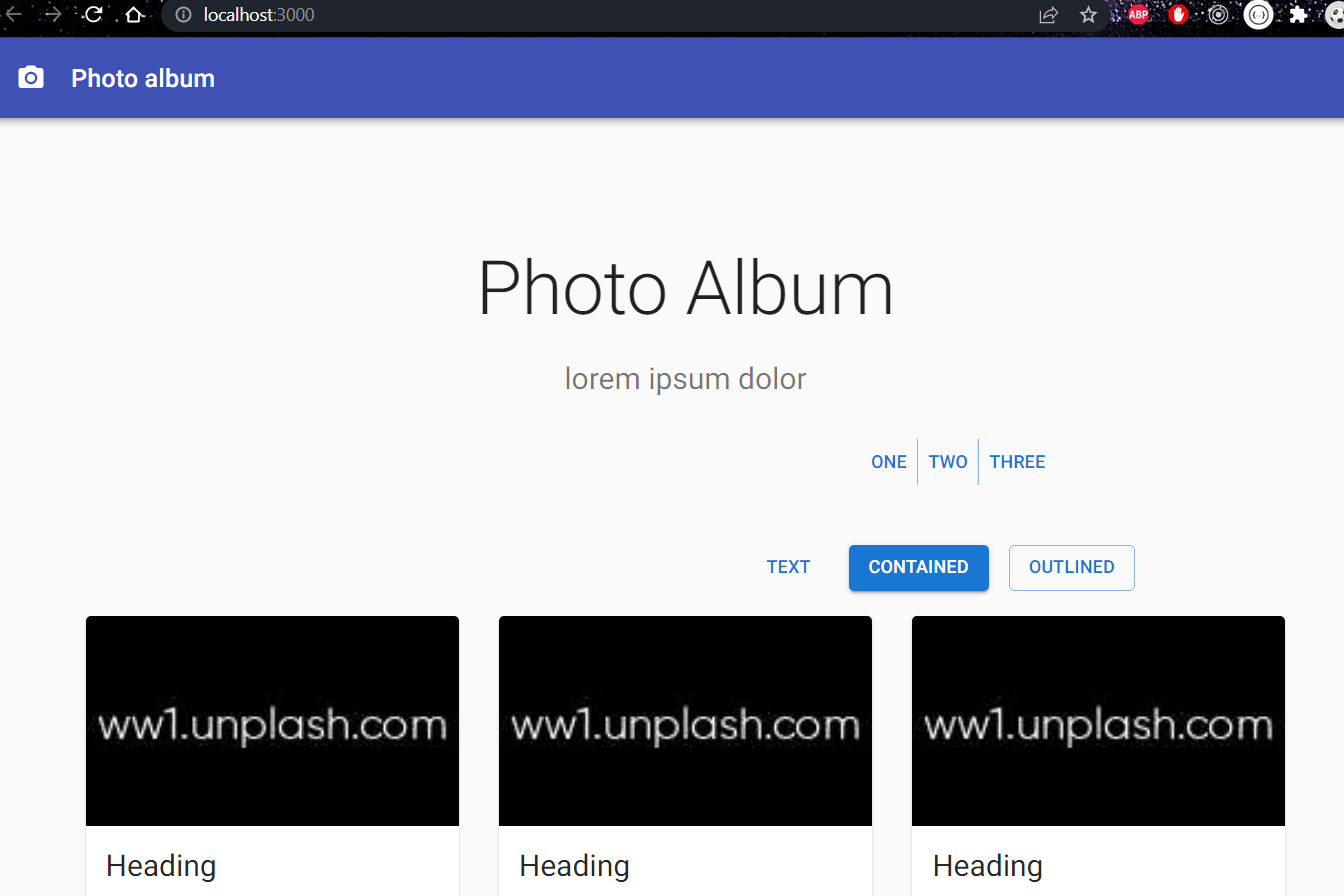 localhost:3000
ABP
Photo album
Photo Album
lorem ipsum dolor
ONE TWO THREE
TEXT CONTAINED OUTLINED
ww1.unplash.com ww1.unplash.com ww1.unplash.com
Heading Heading Heading